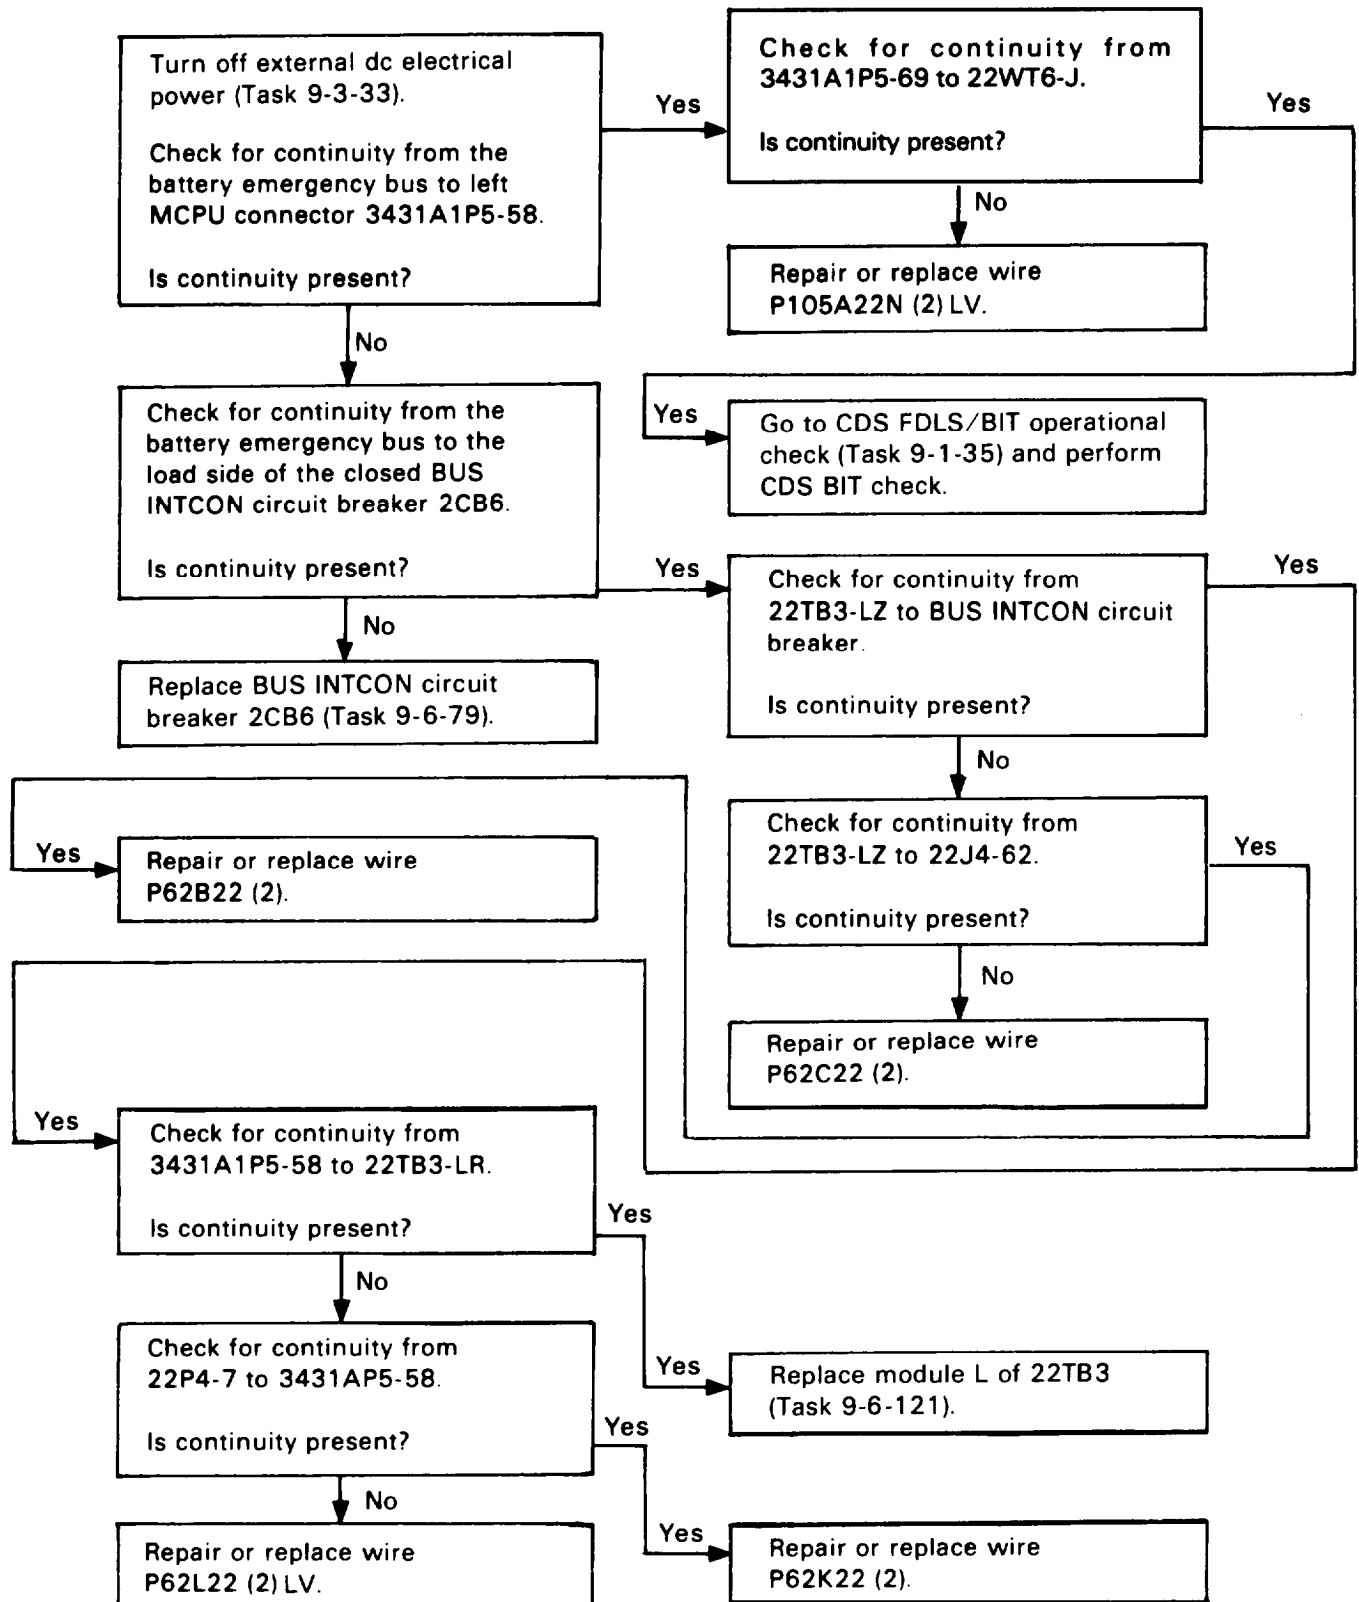 Turn off external dc electrical
power (Task 9-3-33).
Check for continuity from the
battery emergency bus to left
MCPU connector 3431A1P5-58.
Is continuity present?
Yes
Check for continuity from
3431A1P5-69 to 22WT6-J.
Is continuity present?
Yes
No
Repair or replace wire
P105A22N (2) LV.
No
Yes
Go to CDS FDLS/BIT operational
check (Task 9-1-35) and perform
CDS BIT check.
Check for continuity from the
battery emergency bus to the
load side of the closed BUS
INTCON circuit breaker 2CB6.
Is continuity present?
Yes
Check for continuity from
22TB3-LZ to BUS INTCON circuit
breaker.
Is continuity present?
Yes
No
Replace BUS INTCON circuit
breaker 2CB6 (Task 9-6-79).
No
Check for continuity from
22TB3-LZ to 22J4-62.
Is continuity present?
Yes
Yes
Repair or replace wire
P62B22 (2).
No
Repair or replace wire
P62C22 (2).
Yes
Check for continuity from
3431A1P5-58 to 22TB3-LR.
Is continuity present?
Yes
No
Yes
Replace module L of 22TB3
(Task 9-6-121).
Check for continuity from
22P4-7 to 3431AP5-58.
Is continuity present?
Yes
No
Repair or replace wire
P62L22 (2) LV.
Yes
Repair or replace wire
P62K22 (2).